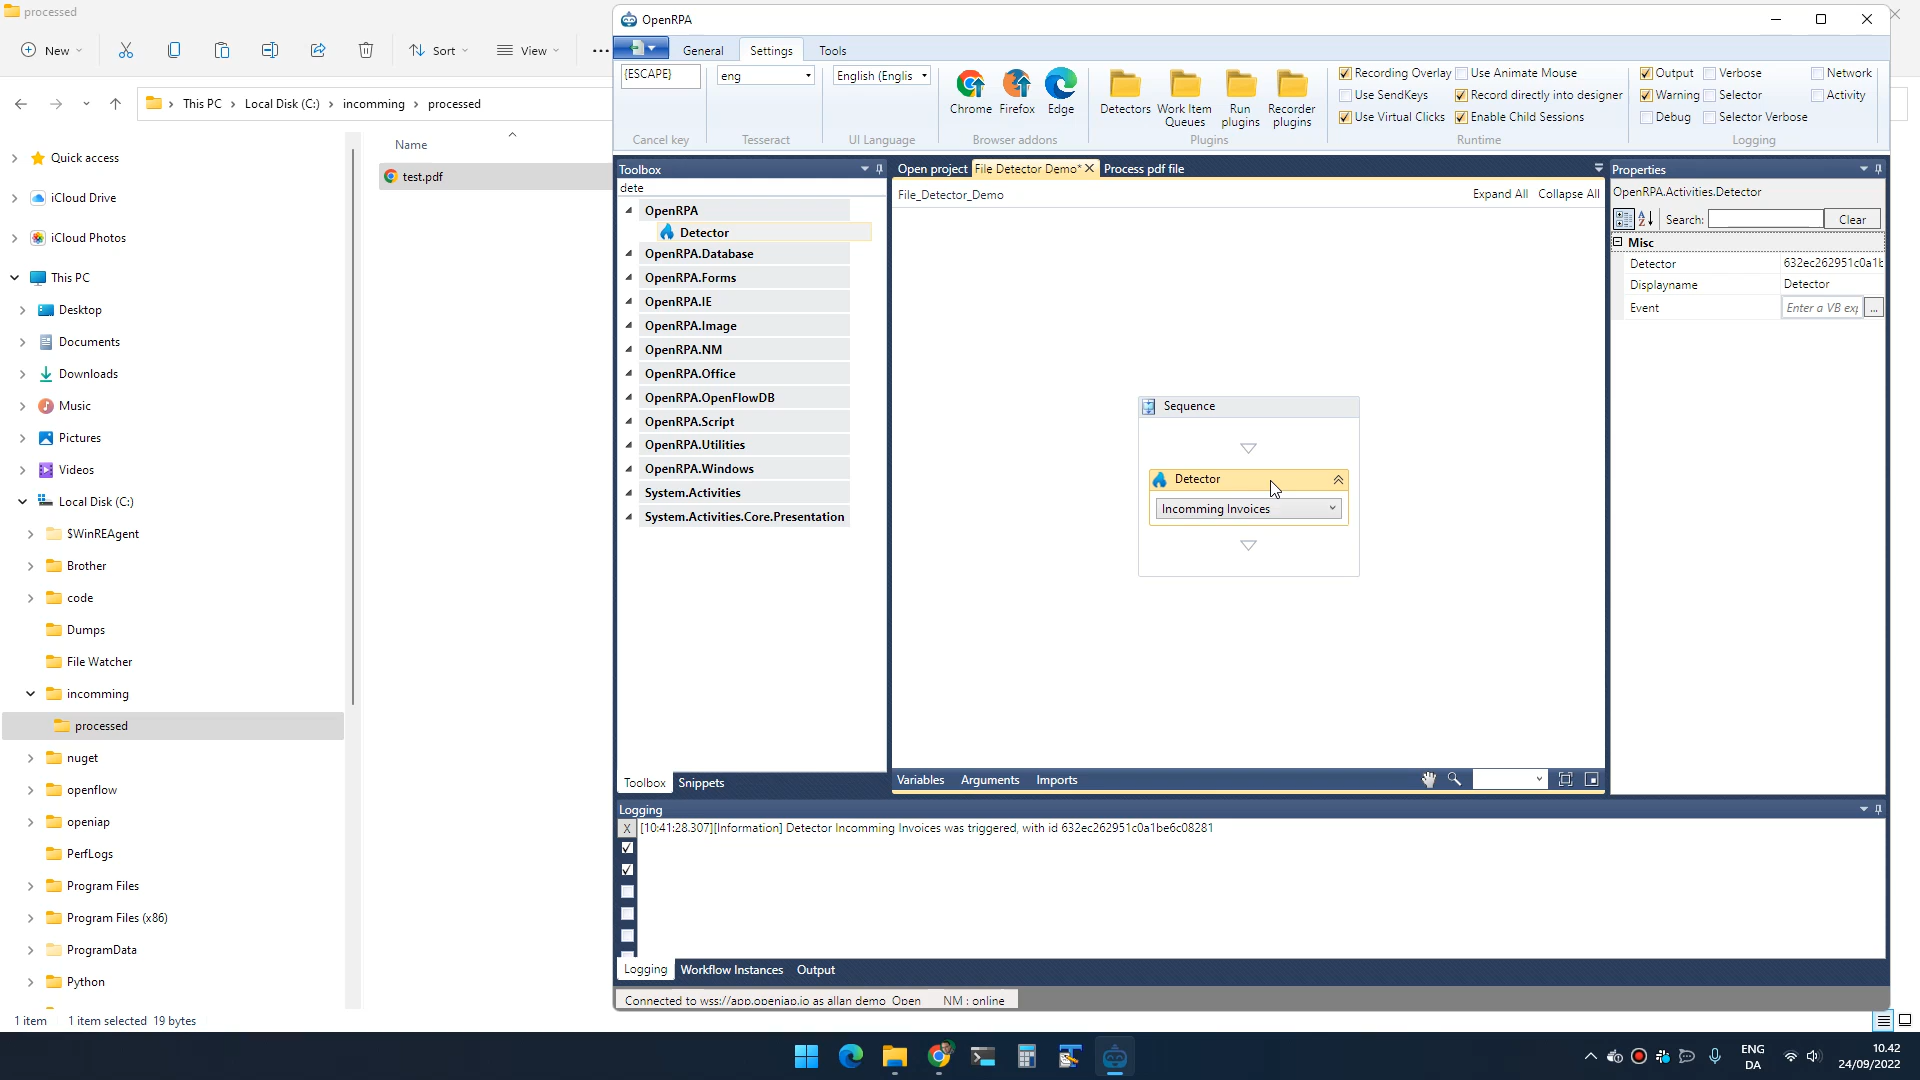 processed
New
Sort
View
This PC
Local Disk (C:)
incomming
processed
Name
test.pdf
Quick access
iCloud Drive
iCloud Photos
This PC
Desktop
Documents
Downloads
Music
Pictures
Videos
Local Disk (C:)
$WinREAgent
Brother
code
Dumps
File Watcher
incomming
processed
nuget
openflow
openiap
PerfLogs
Program Files
Program Files (x86)
ProgramData
Python
1 item
1 item selected 19 bytes
OpenRPA
General
Settings
Tools
{ESCAPE}
Cancel key
eng
Tesseract
English (Englis
UI Language
Chrome
Firefox
Edge
Browser addons
Detectors
Work Item Queues
Run plugins
Recorder plugins
Plugins
Recording Overlay
Use Animate Mouse
Use SendKeys
Record directly into designer
Use Virtual Clicks
Enable Child Sessions
Runtime
Output
Verbose
Network
Warning
Selector
Activity
Debug
Selector Verbose
Logging
Toolbox
dete
OpenRPA
Detector
OpenRPA.Database
OpenRPA.Forms
OpenRPA.IE
OpenRPA.Image
OpenRPA.NM
OpenRPA.Office
OpenRPA.OpenFlowDB
OpenRPA.Script
OpenRPA.Utilities
OpenRPA.Windows
System.Activities
System.Activities.Core.Presentation
Toolbox
Snippets
Open project
File Detector Demo*
Process pdf file
File_Detector_Demo
Expand All
Collapse All
Sequence
Detector
Incomming Invoices
Variables
Arguments
Imports
Properties
OpenRPA.Activities.Detector
Search:
Clear
Misc
Detector
632ec262951c0a1b
Displayname
Detector
Event
Enter a VB exp
...
Logging
X
[10:41:28.307][Information] Detector Incomming Invoices was triggered, with id 632ec262951c0a1be6c08281
Logging
Workflow Instances
Output
Connected to wss://app.openiap.io as allan demo Open
NM : online
ENG
DA
10.42
24/09/2022